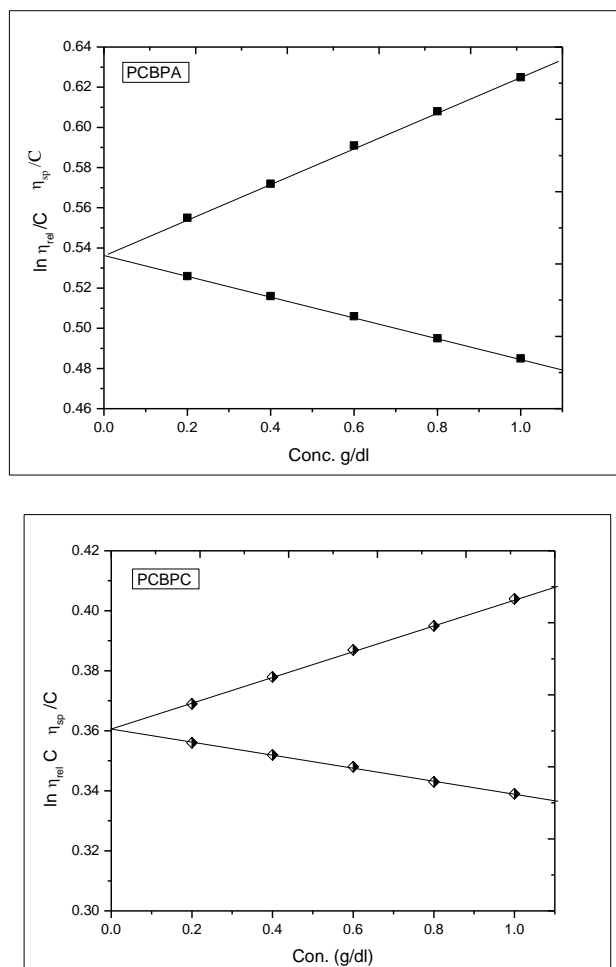 PCBPA
0.64
0.62
0.60
0.58
0.56
0.54
0.52
0.50
0.48
0.46
ln ηrel /C ηsp /C
0.0 0.2 0.4 0.6 0.8 1.0
Conc. g/dl
PCBPC
0.42
0.40
0.38
0.36
0.34
0.32
0.30
ln ηrel C ηsp /C
0.0 0.2 0.4 0.6 0.8 1.0
Con. (g/dl)